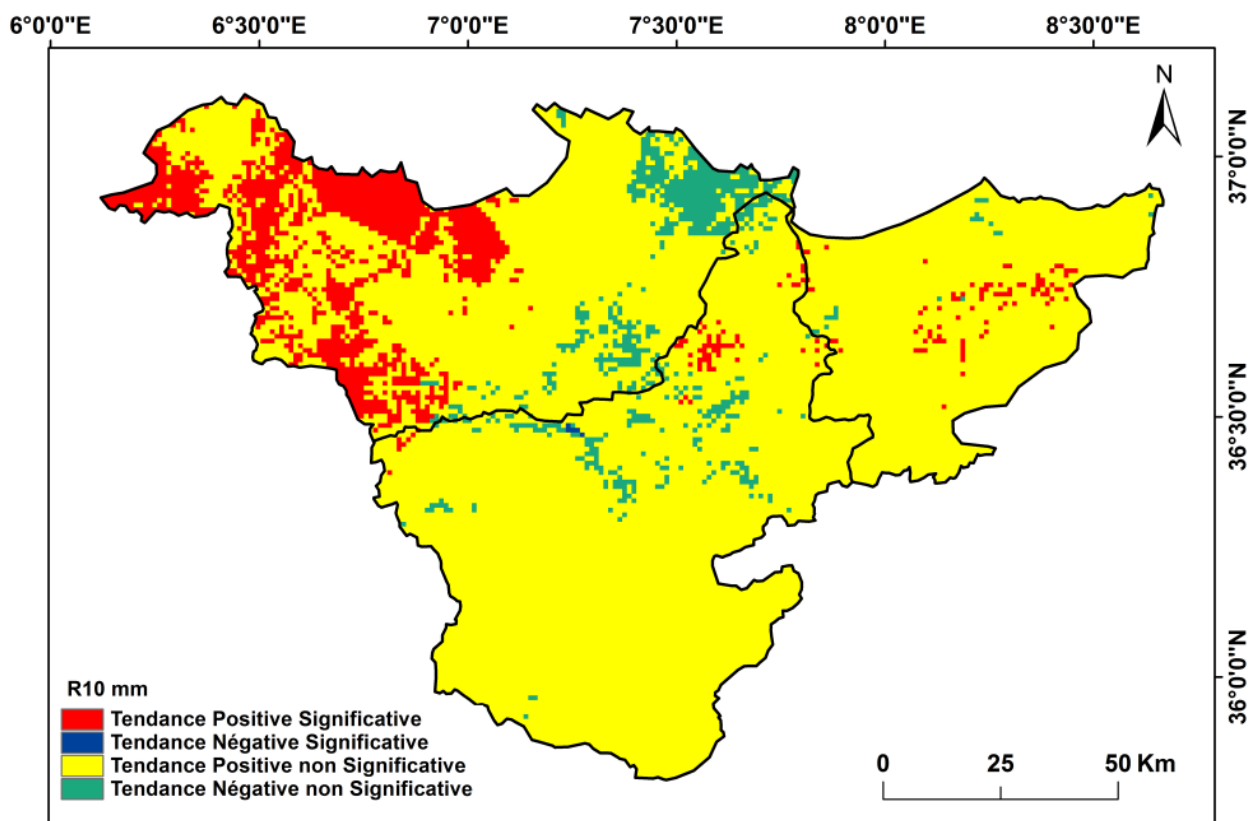 6°0'0"E 6°30'0"E 7°0'0"E 7°30'0"E 8°0'0"E 8°30'0"E
N
37°0'0"N
36°30'0"N
36°0'0"N
R10 mm
Tendance Positive Significative
Tendance Négative Significative
Tendance Positive non Significative
Tendance Négative non Significative
0 25 50 Km